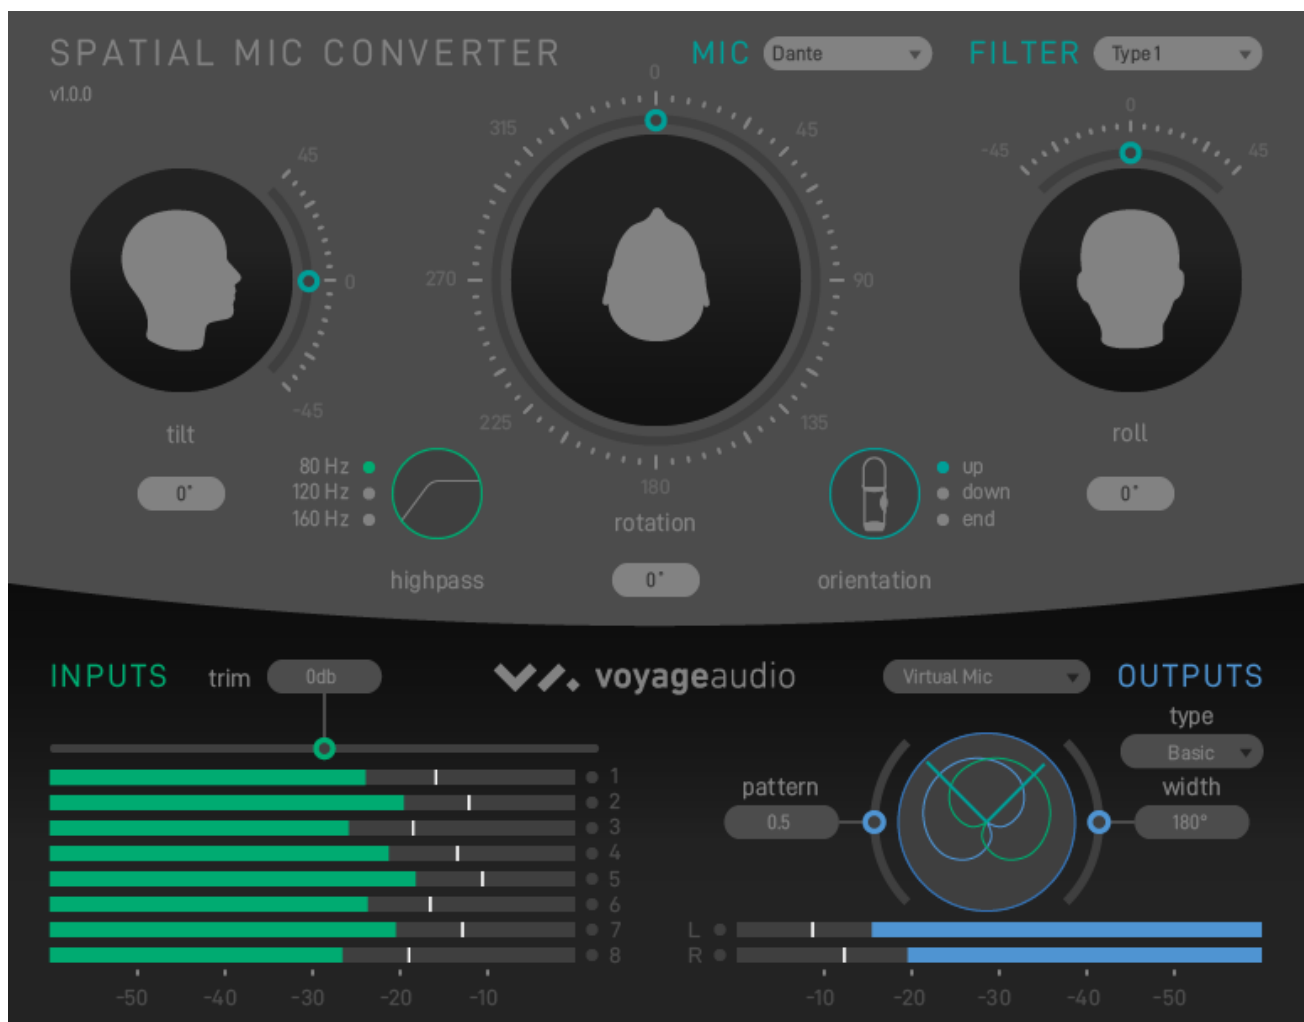 SPATIAL MIC CONVERTER
MIC Dante
FILTER Type 1
v1.0.0
45
0
-45
tilt
0°
0
45
90
135
180
225
270
315
rotation
0°
0
-45
45
roll
0°
80 Hz
120 Hz
160 Hz
highpass
up
down
end
orientation
INPUTS trim 0db
voyageaudio
Virtual Mic OUTPUTS
type
Basic
pattern
0.5
width
180°
1
2
3
4
5
6
7
8
-50 -40 -30 -20 -10
L
R
-10 -20 -30 -40 -50